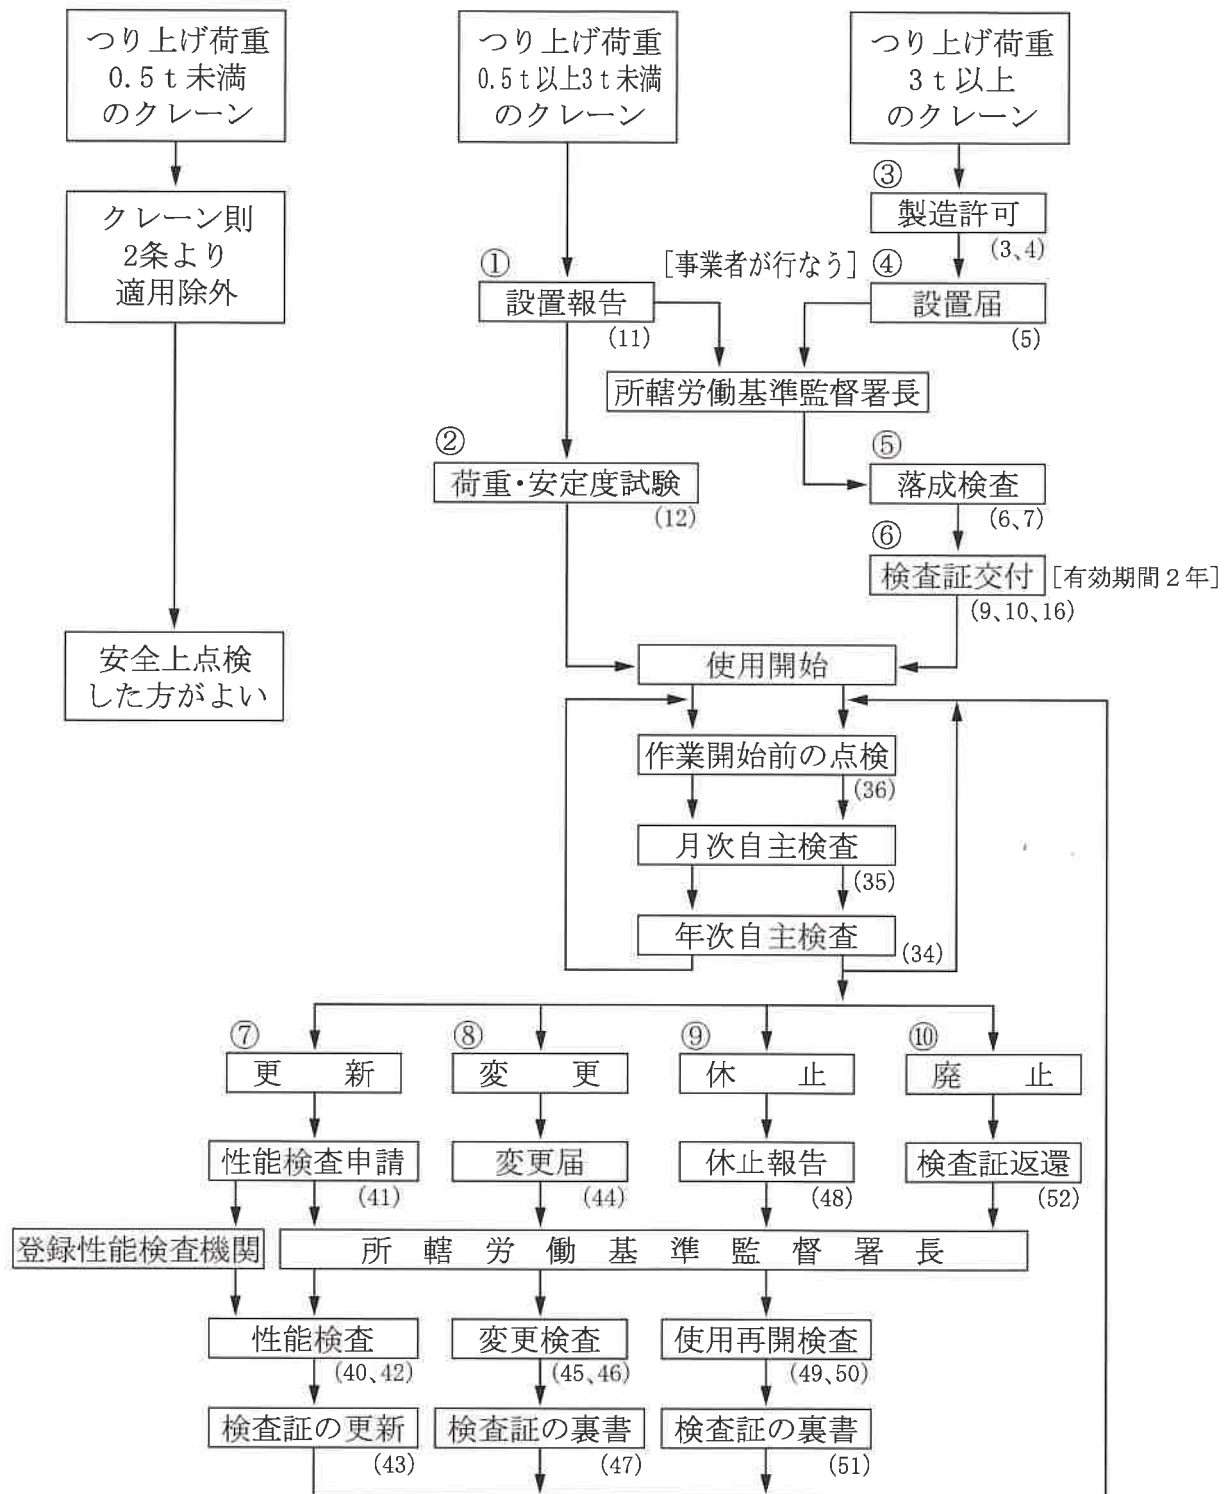 つり上げ荷重
0.5ｔ未満
のクレーン
つり上げ荷重
0.5ｔ以上3ｔ未満
のクレーン
つり上げ荷重
3ｔ以上
のクレーン
クレーン則
2条より
適用除外
③
製造許可
(3、4)
①
設置報告
(11)
[事業者が行なう]
④
設置届
(5)
所轄労働基準監督署長
②
荷重・安定度試験
(12)
⑤
落成検査
(6、7)
⑥
検査証交付
[有効期間２年]
(9、10、16)
安全上点検
した方がよい
使用開始
作業開始前の点検
(36)
月次自主検査
(35)
年次自主検査
(34)
⑦
更　新
⑧
変　更
⑨
休　止
⑩
廃　止
性能検査申請
(41)
変更届
(44)
休止報告
(48)
検査証返還
(52)
登録性能検査機関
所轄労働基準監督署長
性能検査
(40、42)
変更検査
(45、46)
使用再開検査
(49、50)
検査証の更新
(43)
検査証の裏書
(47)
検査証の裏書
(51)